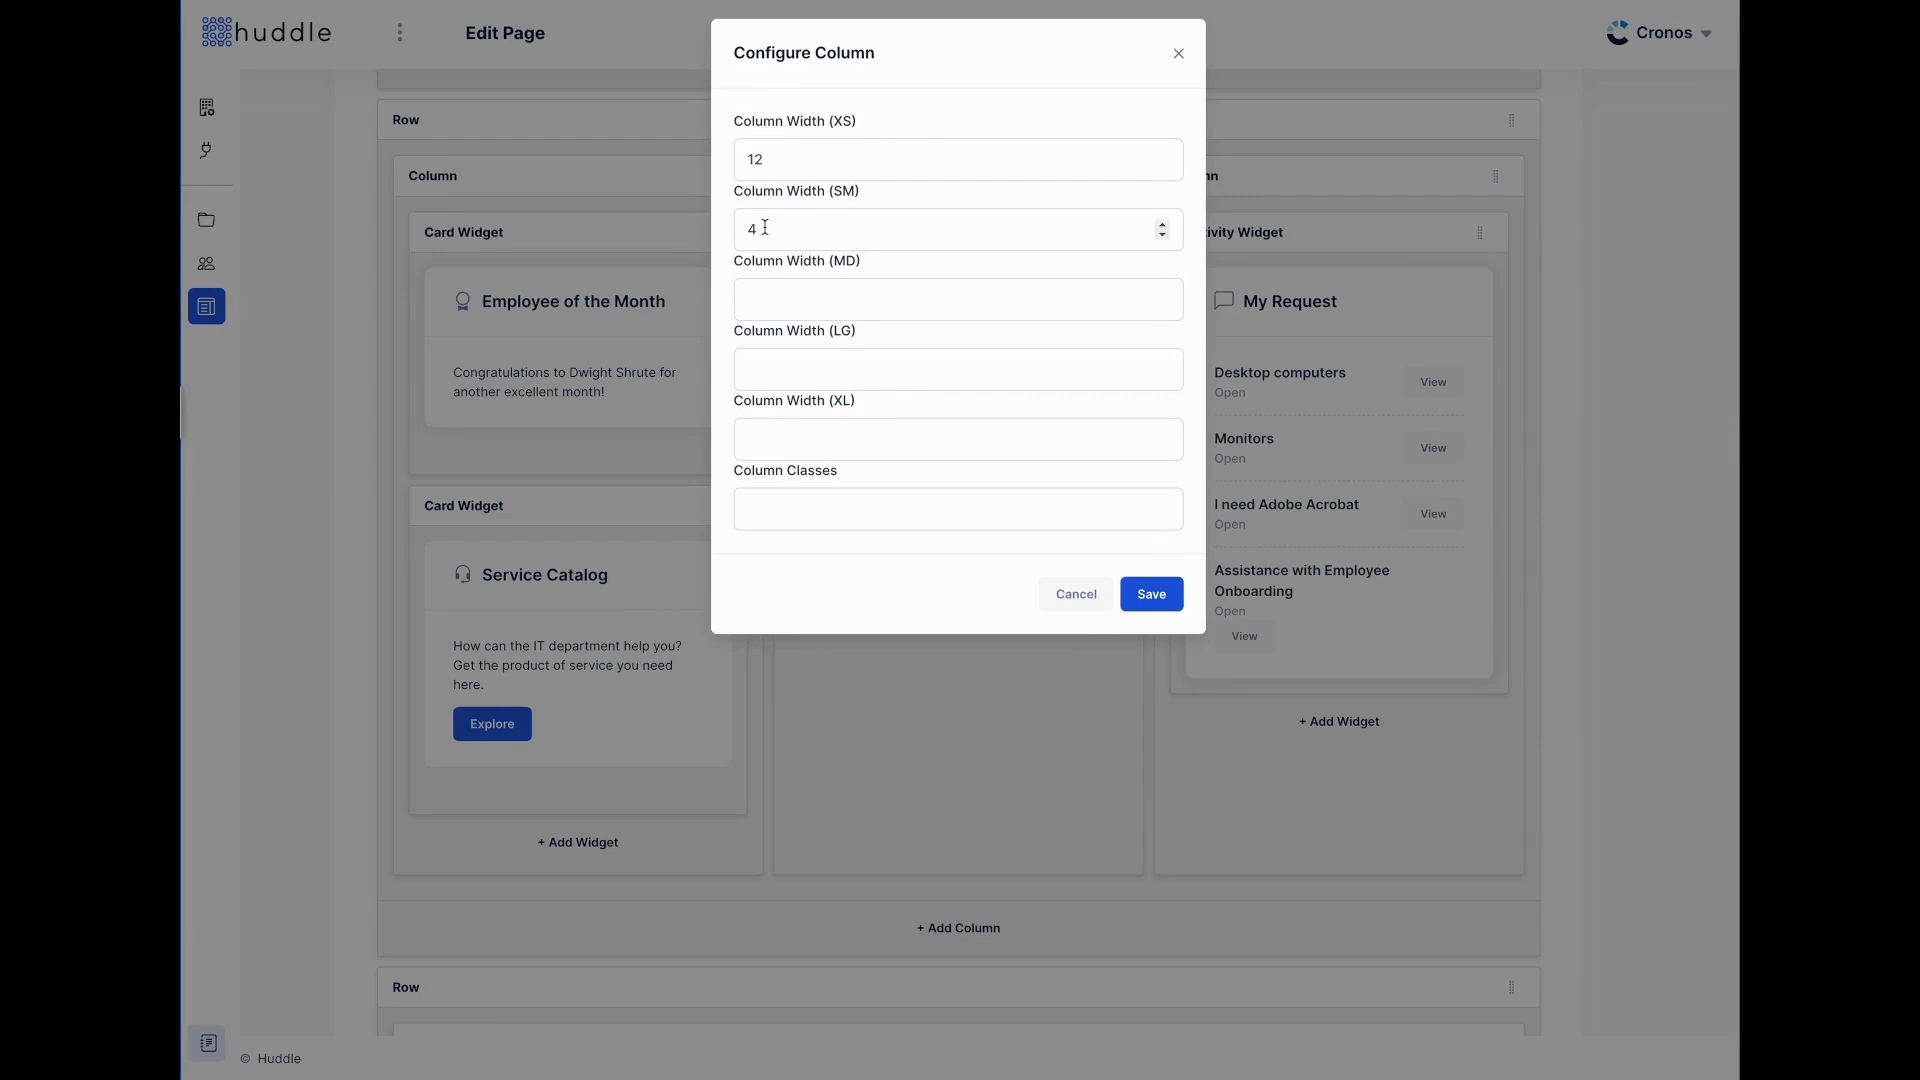 huddle
Edit Page
Cronos
Configure Column
Column Width (XS)
12
Column Width (SM)
4
Column Width (MD)
Column Width (LG)
Column Width (XL)
Column Classes
Cancel
Save
Row
Column
Card Widget
Employee of the Month
Congratulations to Dwight Shrute for
another excellent month!
Card Widget
Service Catalog
How can the IT department help you?
Get the product of service you need
here.
Explore
+ Add Widget
n
ivity Widget
My Request
Desktop computers
Open
View
Monitors
Open
View
I need Adobe Acrobat
Open
View
Assistance with Employee
Onboarding
Open
View
+ Add Widget
+ Add Column
Row
© Huddle